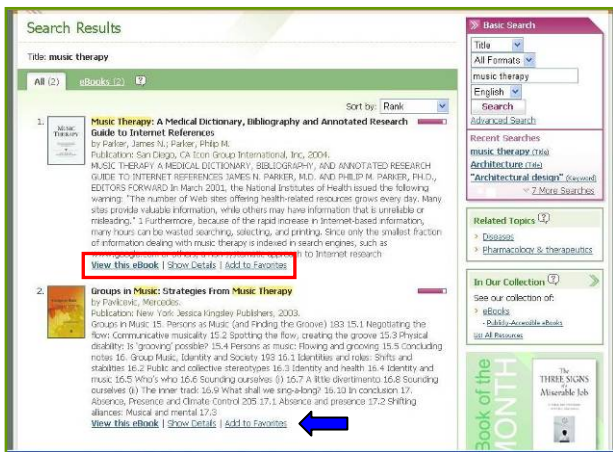 Search Results
Title: music therapy
All (2) eBooks (2) ?
Sort by: Rank
1.
MUSIC THERAPY
Music Therapy: A Medical Dictionary, Bibliography and Annotated Research
Guide to Internet References
by Parker, James N.; Parker, Philip M.
Publication: San Diego, CA Icon Group International, Inc, 2004.
MUSIC THERAPY A MEDICAL DICTIONARY, BIBLIOGRAPHY, AND ANNOTATED RESEARCH
GUIDE TO INTERNET REFERENCES JAMES N. PARKER, M.D. AND PHILIP M. PARKER, PH.D.,
EDITORS FORWARD In March 2001, the National Institutes of Health issued the following
warning: "The number of Web sites offering health-related resources grows every day. Many
sites provide valuable information, while others may have information that is unreliable or
misleading." 1 Furthermore, because of the rapid increase in Internet-based information,
many hours can be wasted searching, selecting, and printing. Since only the smallest fraction
of information dealing with music therapy is indexed in search engines, such as
approach to Internet research
View this eBook | Show Details | Add to Favorites
2.
Groups in Music: Strategies From Music Therapy
by Pavlicevic, Mercedes.
Publication: New York Jessica Kingsley Publishers, 2003.
Groups in Music 15. Persons as Music (and Finding the Groove) 183 15.1 Negotiating the
flow: Communicative musicality 15.2 Spotting the flow, creating the groove 15.3 Physical
disability: Is 'grooving' possible? 15.4 Persons as music: Flowing and grooving 15.5 Concluding
notes 16. Group Music, Identity and Society 193 16.1 Identities and roles: Shifts and
stabilities 16.2 Public and collective stereotypes 16.3 Identity and health 16.4 Identity and
music 16.5 Who's who 16.6 Sounding ourselves (i) 16.7 A little divertimento 16.8 Sounding
ourselves (ii) The inner track: 16.9 What shall we sing-a-long? 16.10 In conclusion 17.
Absence, Presence and Climate Control 205 17.1 Absence and presence 17.2 Shifting
aliances: Musical and mental 17.3
View this eBook | Show Details | Add to Favorites
Basic Search
Title
All Formats
music therapy
English
Search
Advanced Search
Recent Searches
music therapy (Title)
Architecture (Title)
"Architectural design" (Keyword)
7 More Searches
Related Topics ?
> Diseases
> Pharmacology & therapeutics
In Our Collection ?
See our collection of:
> eBooks
- Publicly-Accessible eBooks
List All Resources
Book of the
MONTH
The
THREE SIGNS
of a
Miserable Job